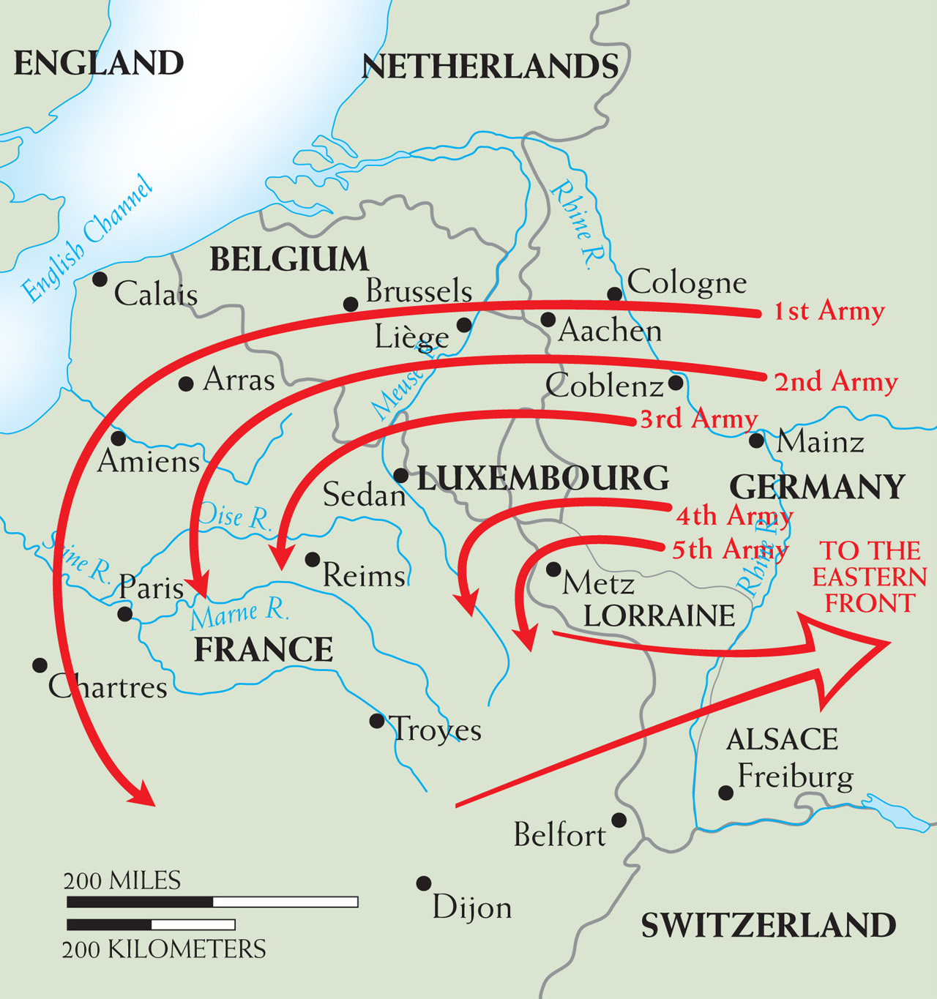 ENGLAND
NETHERLANDS
English Channel
Rhine R.
BELGIUM
Calais
Brussels
Cologne
1st Army
Liège
Aachen
Meuse R.
Arras
Coblenz
2nd Army
3rd Army
Amiens
Mainz
Sedan
LUXEMBOURG
GERMANY
Oise R.
4th Army
Seine R.
5th Army
Rhine R.
TO THE
EASTERN
FRONT
Paris
Reims
Metz
Marne R.
LORRAINE
FRANCE
Chartres
Troyes
ALSACE
Freiburg
Belfort
200 MILES
Dijon
SWITZERLAND
200 KILOMETERS